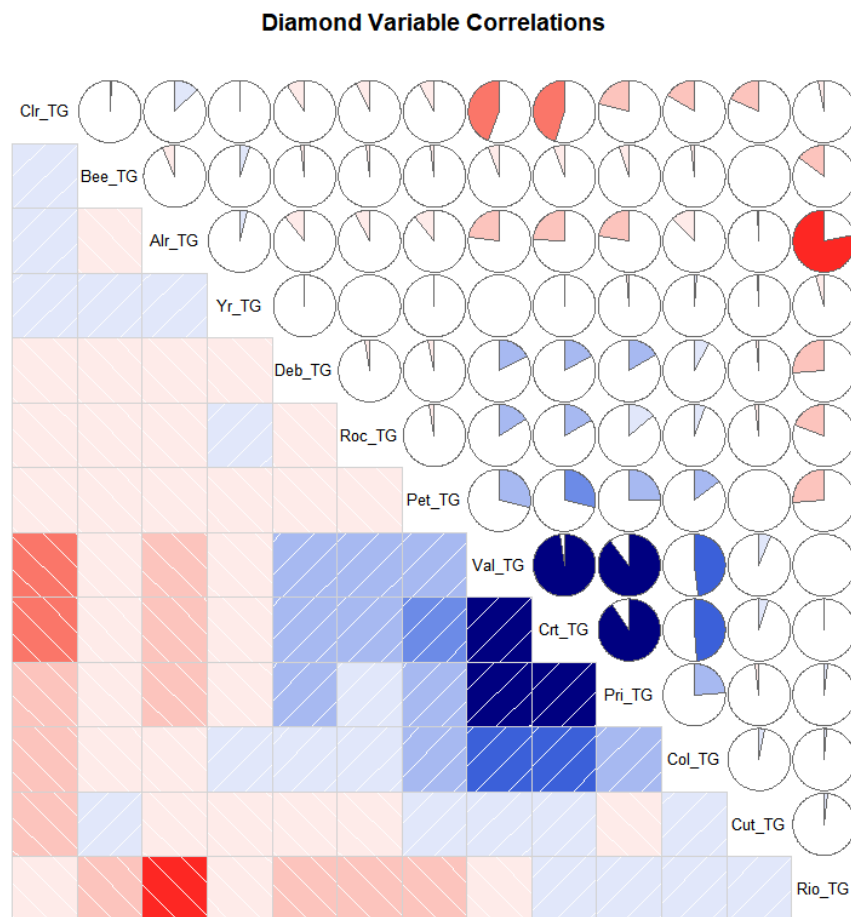 Diamond Variable Correlations
Clr_TG
Bee_TG
Alr_TG
Yr_TG
Deb_TG
Roc_TG
Pet_TG
Val_TG
Crt_TG
Pri_TG
Col_TG
Cut_TG
Rio_TG